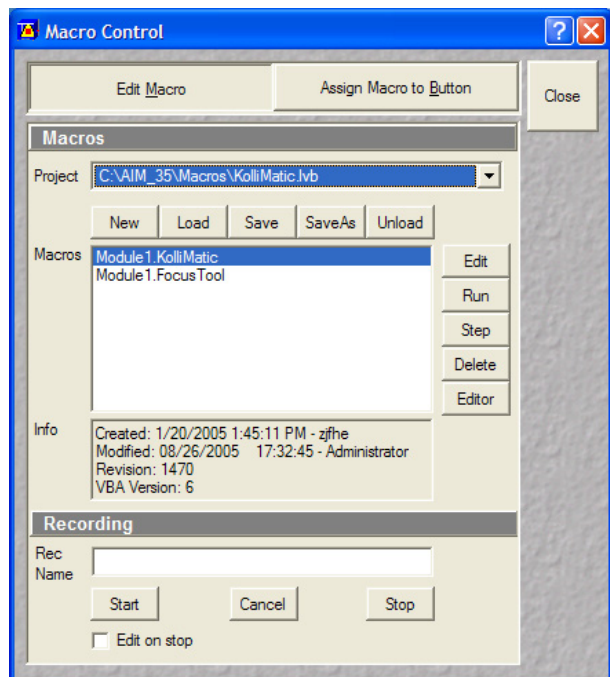 Macro Control
Edit Macro Assign Macro to Button Close
Macros
Project C:\AIM_35\Macros\KolliMatic.lvb
New Load Save SaveAs Unload
Macros Module1.KolliMatic Edit
Module1.FocusTool
Run
Step
Delete
Editor
Info Created: 1/20/2005 1:45:11 PM - zjfhe
Modified: 08/26/2005 17:32:45 - Administrator
Revision: 1470
VBA Version: 6
Recording
Rec
Name
Start Cancel Stop
Edit on stop